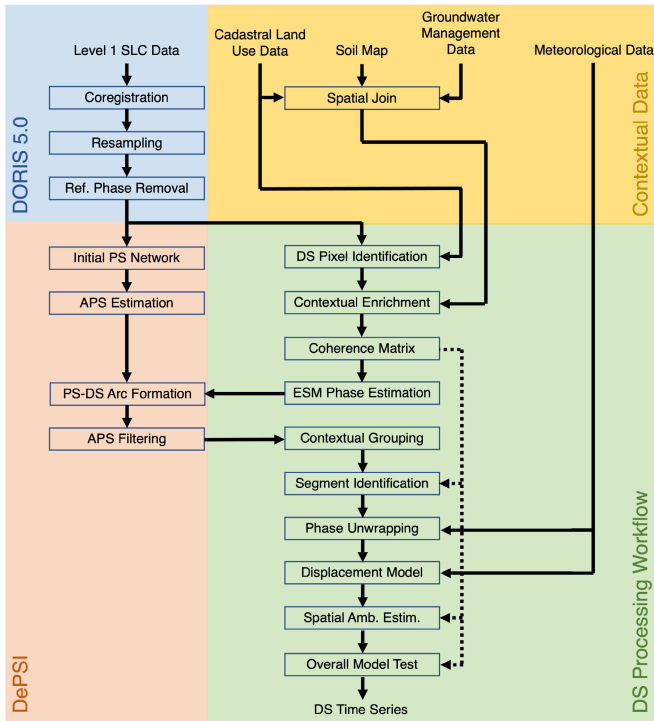 Level 1 SLC Data
Coregistration
Resampling
Ref. Phase Removal
DORIS 5.0
Cadastral Land
Use Data
Soil Map
Groundwater
Management
Data
Meteorological Data
Spatial Join
Contextual Data
Initial PS Network
APS Estimation
PS-DS Arc Formation
APS Filtering
DePSI
DS Pixel Identification
Contextual Enrichment
Coherence Matrix
ESM Phase Estimation
Contextual Grouping
Segment Identification
Phase Unwrapping
Displacement Model
Spatial Amb. Estim.
Overall Model Test
DS Time Series
DS Processing Workflow